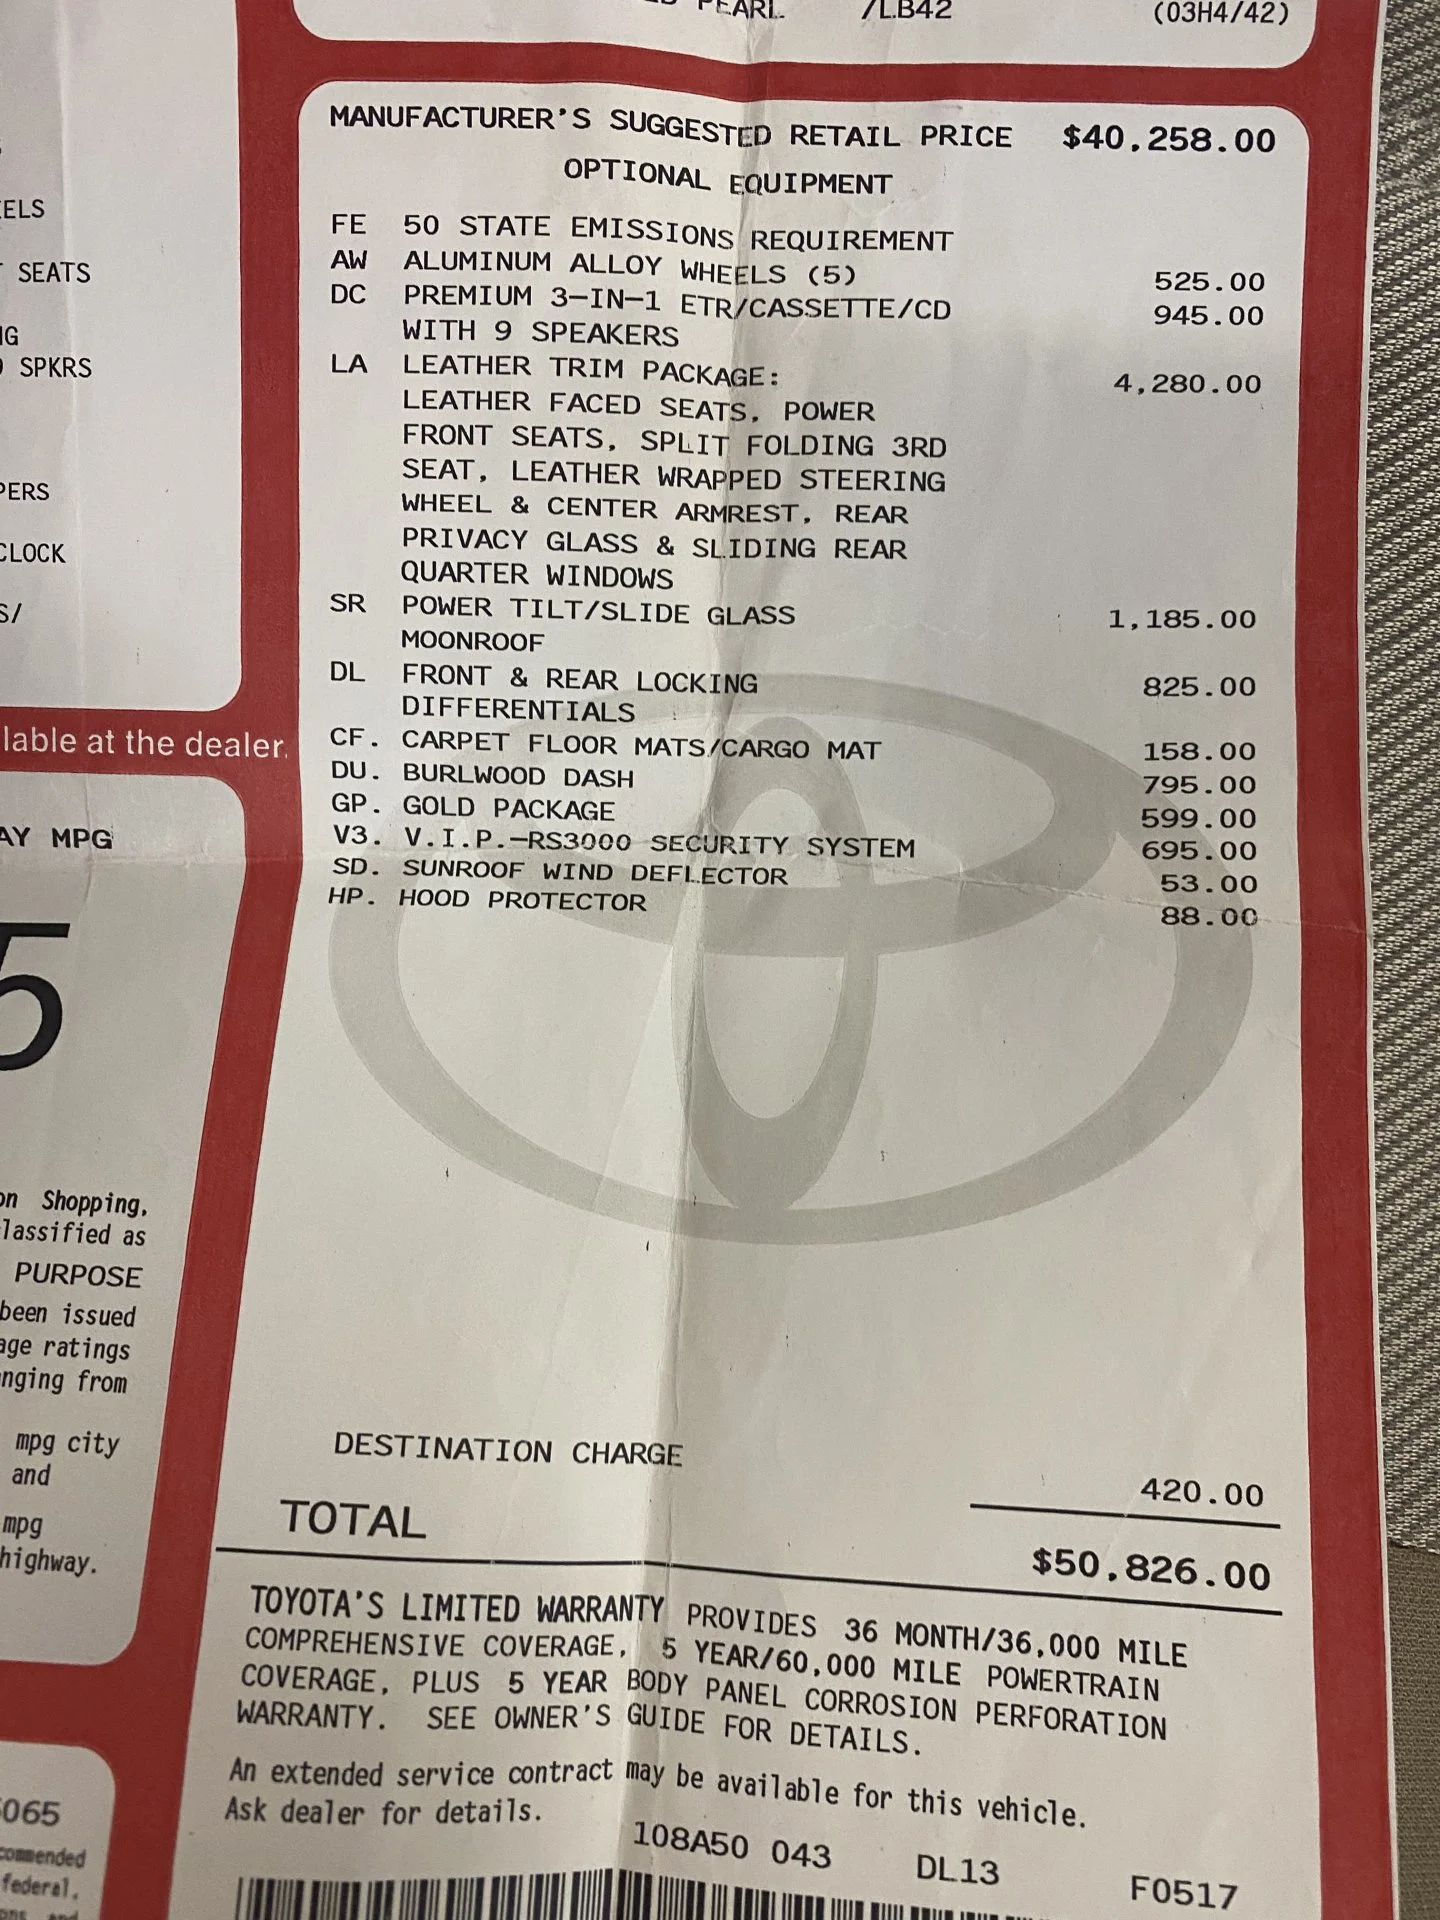 PEARL /LB42 (03H4/42)
MANUFACTURER'S SUGGESTED RETAIL PRICE $40,258.00
OPTIONAL EQUIPMENT
FE 50 STATE EMISSIONS REQUIREMENT
AW ALUMINUM ALLOY WHEELS (5) 525.00
DC PREMIUM 3-IN-1 ETR/CASSETTE/CD 945.00
WITH 9 SPEAKERS
LA LEATHER TRIM PACKAGE: 4,280.00
LEATHER FACED SEATS, POWER
FRONT SEATS, SPLIT FOLDING 3RD
SEAT, LEATHER WRAPPED STEERING
WHEEL & CENTER ARMREST, REAR
PRIVACY GLASS & SLIDING REAR
QUARTER WINDOWS
SR POWER TILT/SLIDE GLASS 1,185.00
MOONROOF
DL FRONT & REAR LOCKING 825.00
DIFFERENTIALS
CF. CARPET FLOOR MATS/CARGO MAT 158.00
DU. BURLWOOD DASH 795.00
GP. GOLD PACKAGE 599.00
V3. V.I.P.-RS3000 SECURITY SYSTEM 695.00
SD. SUNROOF WIND DEFLECTOR 53.00
HP. HOOD PROTECTOR 88.00
DESTINATION CHARGE 420.00
TOTAL $50,826.00
TOYOTA'S LIMITED WARRANTY PROVIDES 36 MONTH/36,000 MILE
COMPREHENSIVE COVERAGE, 5 YEAR/60,000 MILE POWERTRAIN
COVERAGE, PLUS 5 YEAR BODY PANEL CORROSION PERFORATION
WARRANTY. SEE OWNER'S GUIDE FOR DETAILS.
An extended service contract may be available for this vehicle.
Ask dealer for details.
108A50 043 DL13 F0517
ELS
SEATS
NG
SPKRS
PERS
CLOCK
S/
lable at the dealer.
AY MPG
5
on Shopping,
lassified as
PURPOSE
been issued
age ratings
nging from
mpg city
and
mpg
highway.
5065
commended
federal,
ons and